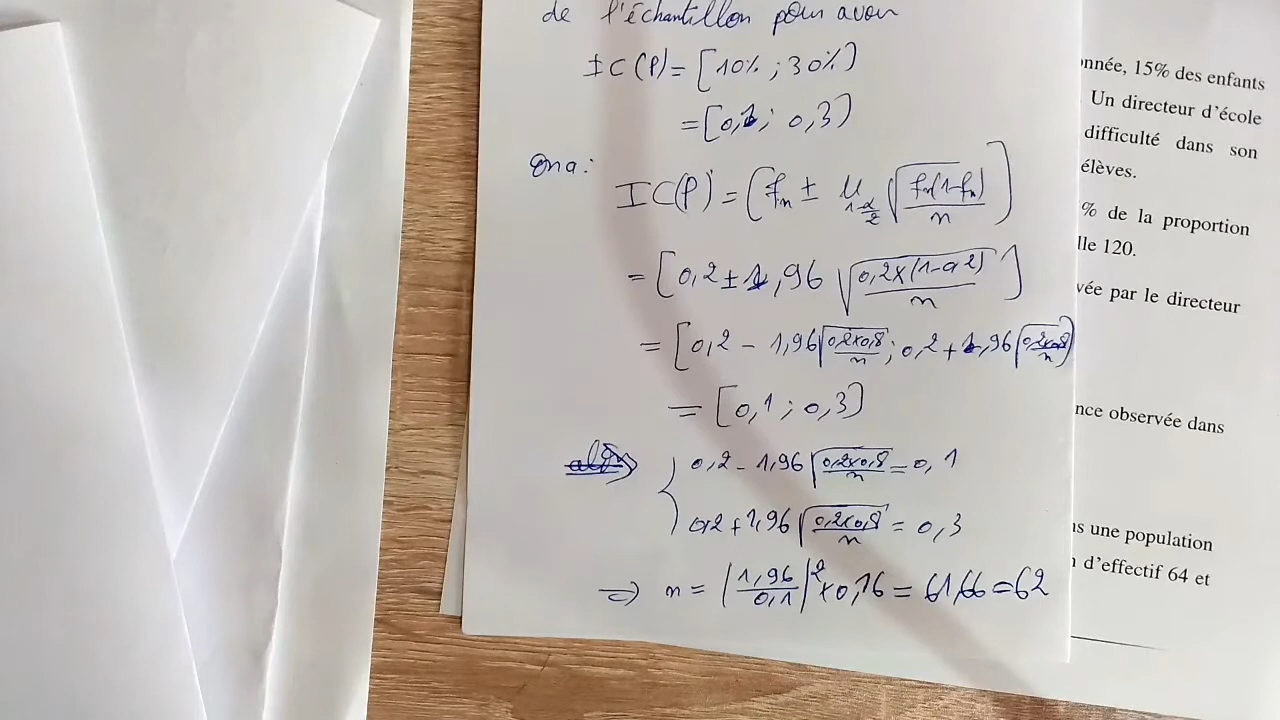 de l'échantillon pour avoir
IC(P) = [10% ; 30%]
= [0,1 ; 0,3]
On a :
IC(P) = [fₙ ± μ_{1-α/2} √(fₙ(1-fₙ)/n)]
= [0,2 ± 1,96 √(0,2×(1-0,2)/n)]
= [0,2 - 1,96 √(0,2×0,8/n) ; 0,2 + 1,96 √(0,2×0,8/n)]
= [0,1 ; 0,3]
{ 0,2 - 1,96 √(0,2×0,8/n) = 0,1
0,2 + 1,96 √(0,2×0,8/n) = 0,3
⇒ n = (1,96/0,1)² × 0,16 = 61,66 = 62
onnée, 15% des enfants
Un directeur d'école
difficulté dans son
élèves.
% de la proportion
lle 120.
vée par le directeur
nce observée dans
ns une population
d'effectif 64 et